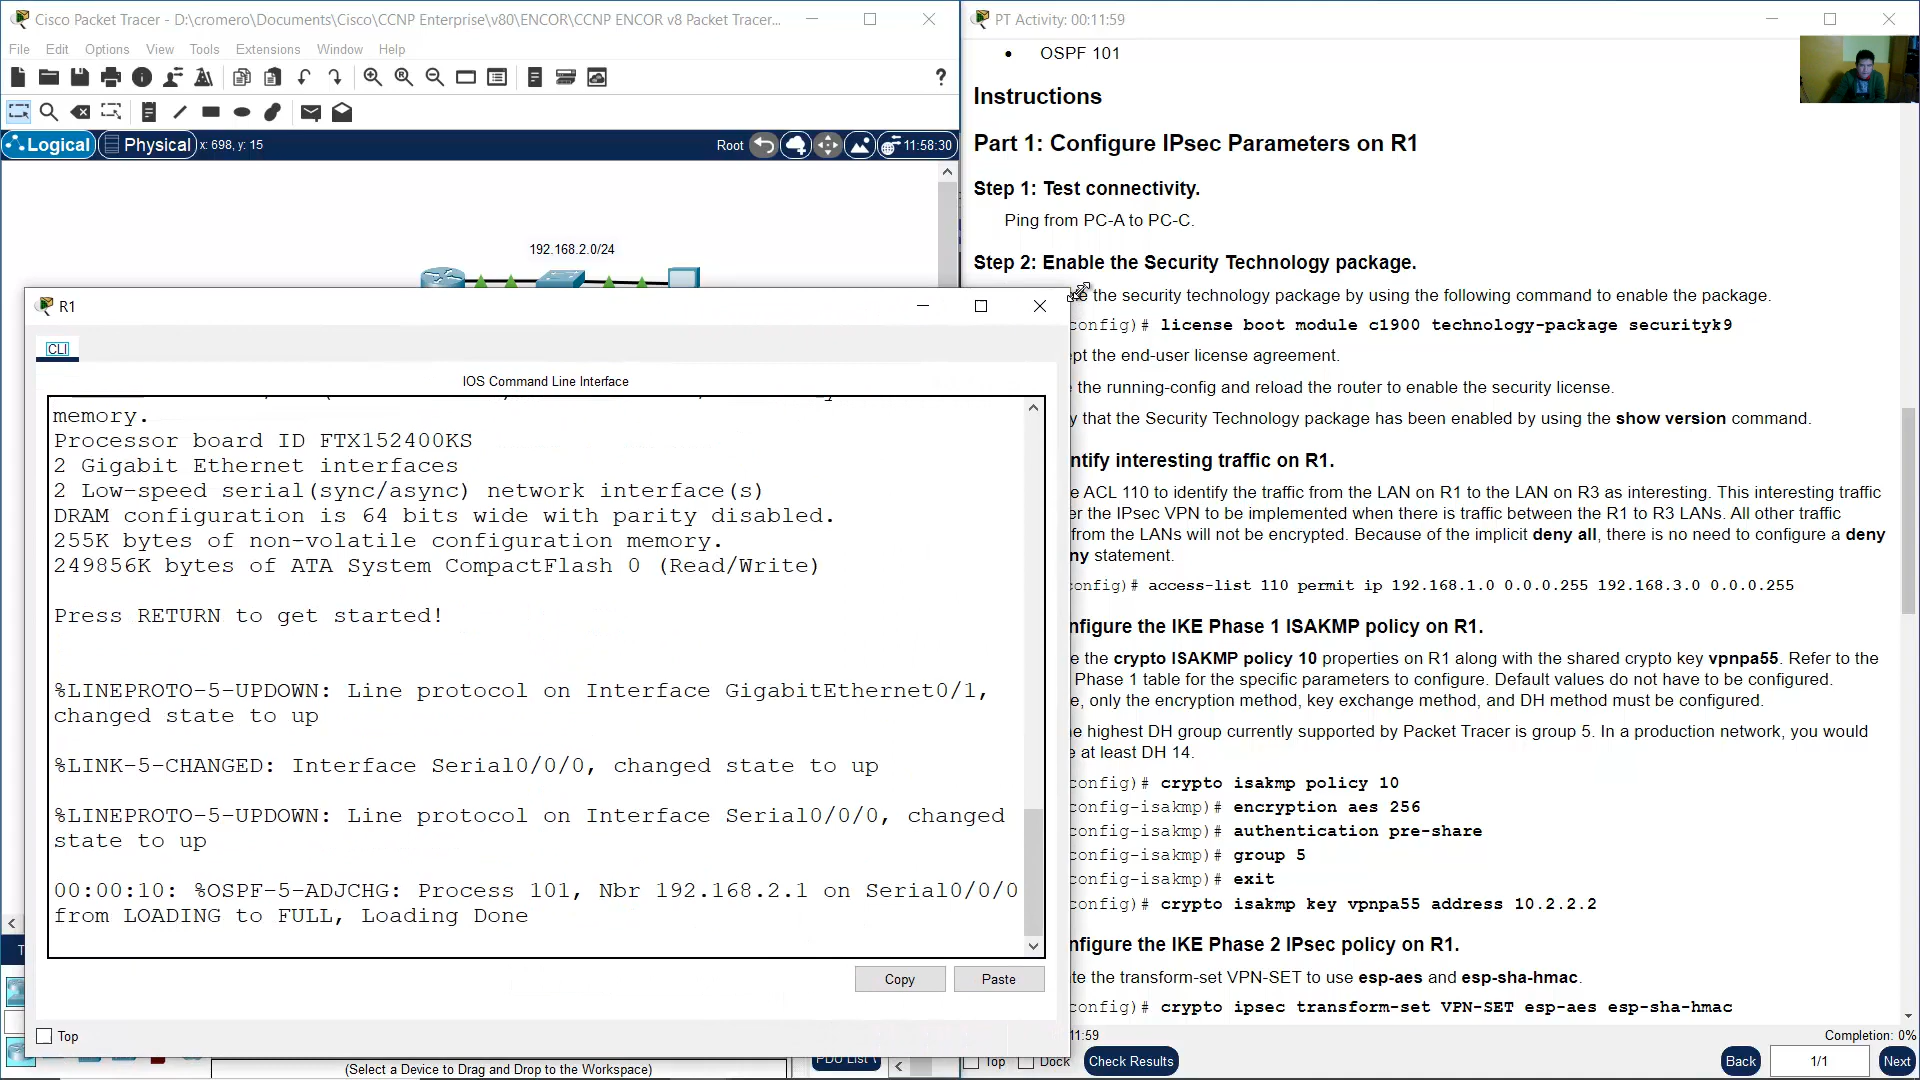 Cisco Packet Tracer - D:\cromero\Documents\Cisco\CCNP Enterprise\v80\ENCOR\CCNP ENCOR v8 Packet Tracer...
File Edit Options View Tools Extensions Window Help
Logical Physical x: 698, y: 15 Root 11:58:30
192.168.2.0/24
R1
CLI
IOS Command Line Interface
memory.
Processor board ID FTX152400KS
2 Gigabit Ethernet interfaces
2 Low-speed serial(sync/async) network interface(s)
DRAM configuration is 64 bits wide with parity disabled.
255K bytes of non-volatile configuration memory.
249856K bytes of ATA System CompactFlash 0 (Read/Write)
Press RETURN to get started!
%LINEPROTO-5-UPDOWN: Line protocol on Interface GigabitEthernet0/1,
changed state to up
%LINK-5-CHANGED: Interface Serial0/0/0, changed state to up
%LINEPROTO-5-UPDOWN: Line protocol on Interface Serial0/0/0, changed
state to up
00:00:10: %OSPF-5-ADJCHG: Process 101, Nbr 192.168.2.1 on Serial0/0/0
from LOADING to FULL, Loading Done
Copy Paste
Top
(Select a Device to Drag and Drop to the Workspace)
PT Activity: 00:11:59
• OSPF 101
Instructions
Part 1: Configure IPsec Parameters on R1
Step 1: Test connectivity.
Ping from PC-A to PC-C.
Step 2: Enable the Security Technology package.
the security technology package by using the following command to enable the package.
config)# license boot module c1900 technology-package securityk9
pt the end-user license agreement.
the running-config and reload the router to enable the security license.
y that the Security Technology package has been enabled by using the show version command.
ntify interesting traffic on R1.
e ACL 110 to identify the traffic from the LAN on R1 to the LAN on R3 as interesting. This interesting traffic
er the IPsec VPN to be implemented when there is traffic between the R1 to R3 LANs. All other traffic
from the LANs will not be encrypted. Because of the implicit deny all, there is no need to configure a deny
ny statement.
config)# access-list 110 permit ip 192.168.1.0 0.0.0.255 192.168.3.0 0.0.0.255
nfigure the IKE Phase 1 ISAKMP policy on R1.
e the crypto ISAKMP policy 10 properties on R1 along with the shared crypto key vpnpa55. Refer to the
Phase 1 table for the specific parameters to configure. Default values do not have to be configured.
e, only the encryption method, key exchange method, and DH method must be configured.
e highest DH group currently supported by Packet Tracer is group 5. In a production network, you would
e at least DH 14.
config)# crypto isakmp policy 10
config-isakmp)# encryption aes 256
config-isakmp)# authentication pre-share
config-isakmp)# group 5
config-isakmp)# exit
config)# crypto isakmp key vpnpa55 address 10.2.2.2
nfigure the IKE Phase 2 IPsec policy on R1.
te the transform-set VPN-SET to use esp-aes and esp-sha-hmac.
config)# crypto ipsec transform-set VPN-SET esp-aes esp-sha-hmac
11:59 Completion: 0%
Top Dock Check Results Back 1/1 Next